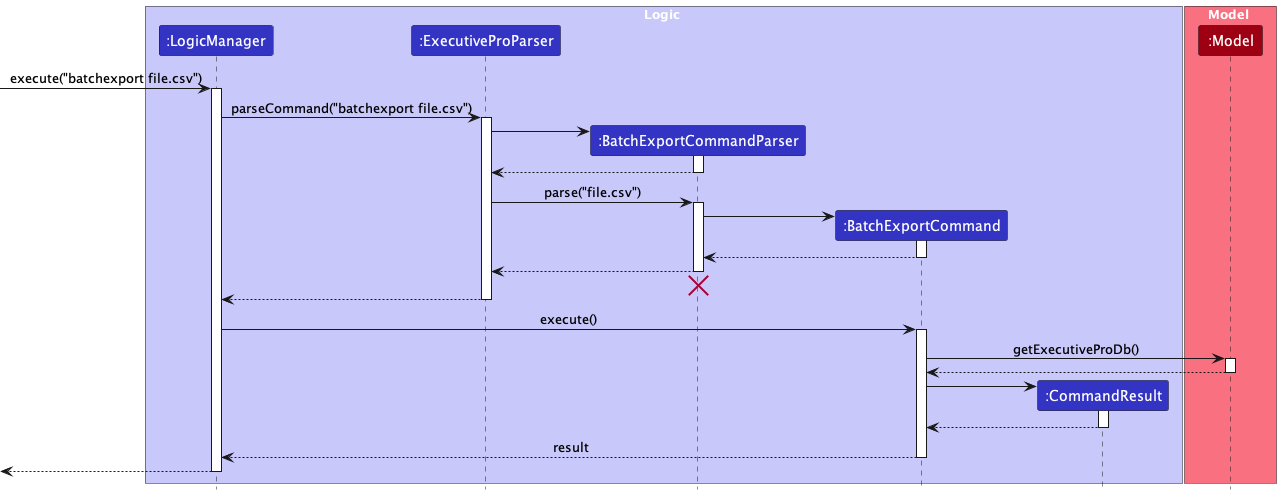 Logic
Model
:LogicManager
:ExecutiveProParser
:Model
execute("batchexport file.csv")
parseCommand("batchexport file.csv")
:BatchExportCommandParser
parse("file.csv")
:BatchExportCommand
execute()
getExecutiveProDb()
:CommandResult
result